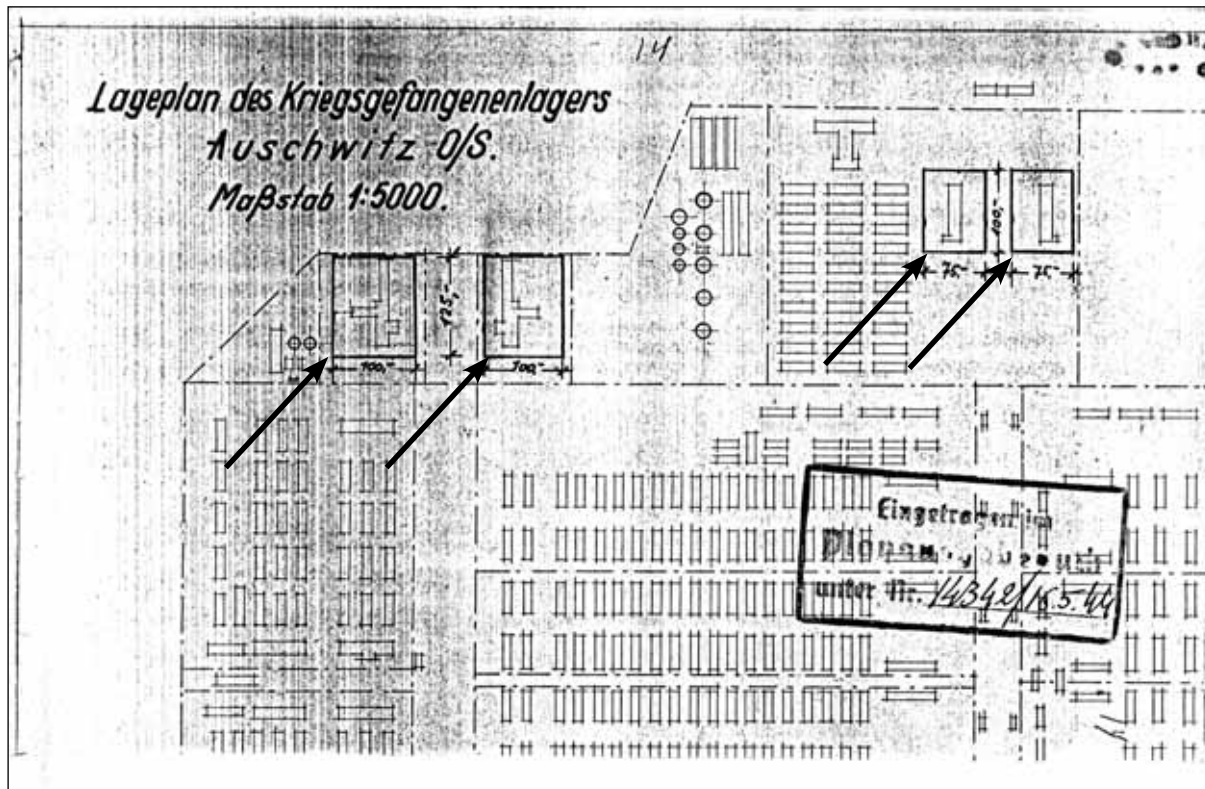 14
Lageplan des Kriegsgefangenenlagers
Auschwitz O/S.
Maßstab 1:5000.
100,-
75,- 75,-
125,-
100,- 100,-
Eingetragen im
unter Nr. 14342/16.5.44